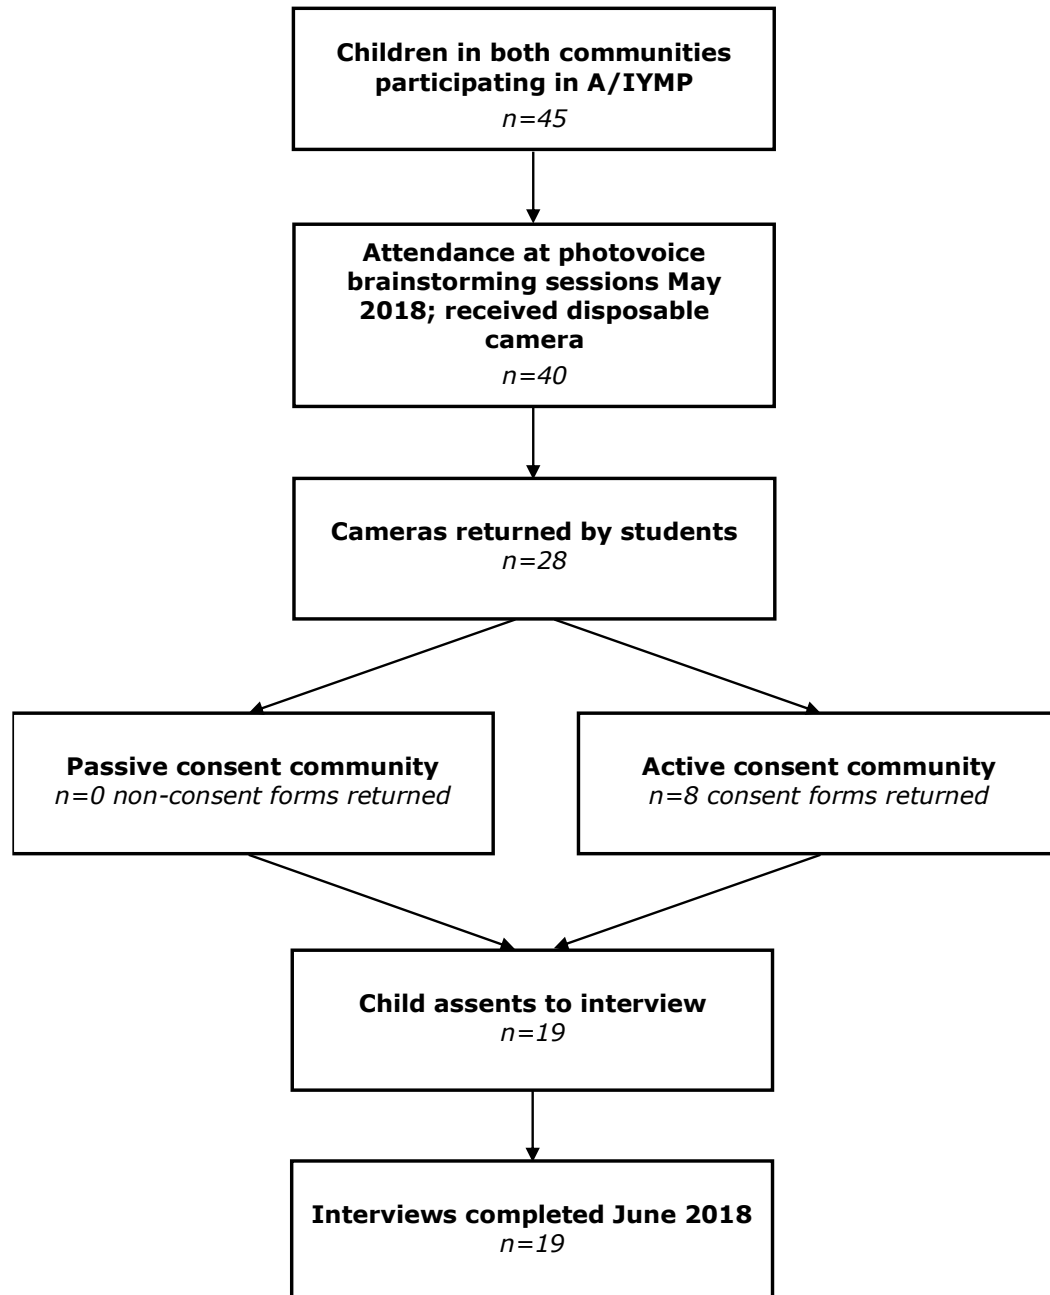 Children in both communities
participating in A/IYMP
n=45
Attendance at photovoice
brainstorming sessions May
2018; received disposable
camera
n=40
Cameras returned by students
n=28
Passive consent community
n=0 non-consent forms returned
Active consent community
n=8 consent forms returned
Child assents to interview
n=19
Interviews completed June 2018
n=19